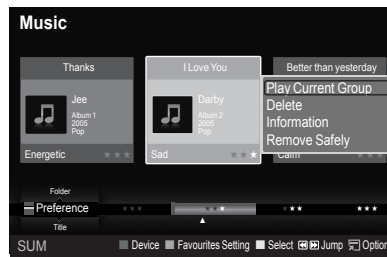 Music
Thanks
I Love You
Better than yesterday
Jee
Album 1
2005
Pop
Energetic
Darby
Album 2
2005
Pop
Sad
Play Current Group
Delete
Information
Remove Safely
Calm
Folder
Preference
Title
SUM Device Favourites Setting Select Jump Option